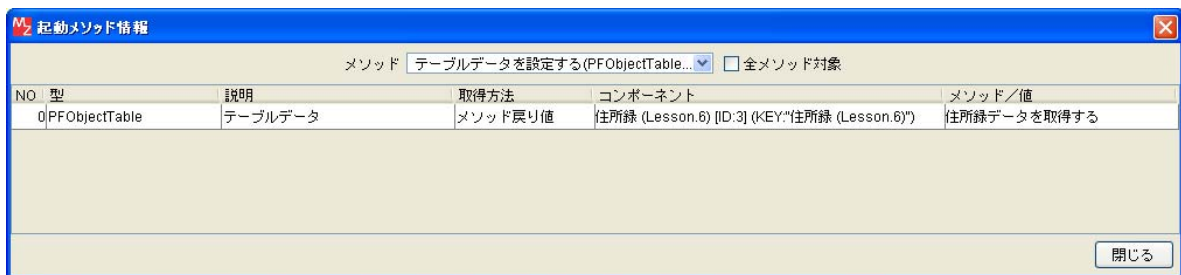 MZ 起動メソッド情報
メソッド テーブルデータを設定する(PFObjectTable... 全メソッド対象
NO 型 説明 取得方法 コンポーネント メソッド／値
0 PFObjectTable テーブルデータ メソッド戻り値 住所録 (Lesson.6) [ID:3] (KEY:"住所録 (Lesson.6)") 住所録データを取得する
閉じる